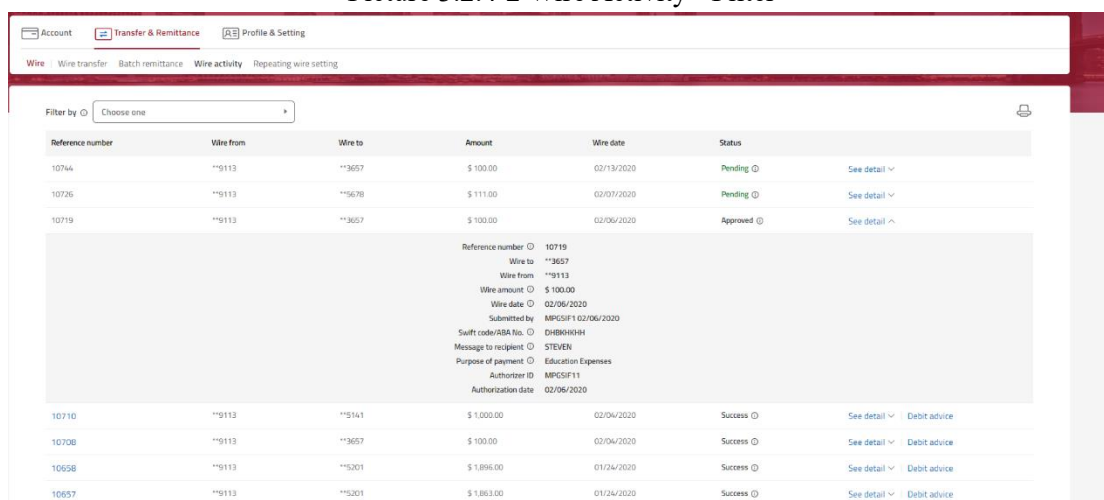 Account Transfer & Remittance Profile & Setting
Wire Wire transfer Batch remittance Wire activity Repeating wire setting
Filter by Choose one
Reference number Wire from Wire to Amount Wire date Status
10744 **9113 **3657 $ 100.00 02/13/2020 Pending See detail
10726 **9113 **5678 $ 111.00 02/07/2020 Pending See detail
10719 **9113 **3657 $ 100.00 02/06/2020 Approved See detail
Reference number 10719
Wire to **3657
Wire from **9113
Wire amount $ 100.00
Wire date 02/06/2020
Submitted by MPGSIF1 02/06/2020
Swift code/ABA No. DHBKHKHH
Message to recipient STEVEN
Purpose of payment Education Expenses
Authorizer ID MPGSIF11
Authorization date 02/06/2020
10710 **9113 **5141 $ 1,000.00 02/04/2020 Success See detail | Debit advice
10708 **9113 **3657 $ 100.00 02/04/2020 Success See detail | Debit advice
10658 **9113 **5201 $ 1,896.00 01/24/2020 Success See detail | Debit advice
10657 **9113 **5201 $ 1,863.00 01/24/2020 Success See detail | Debit advice